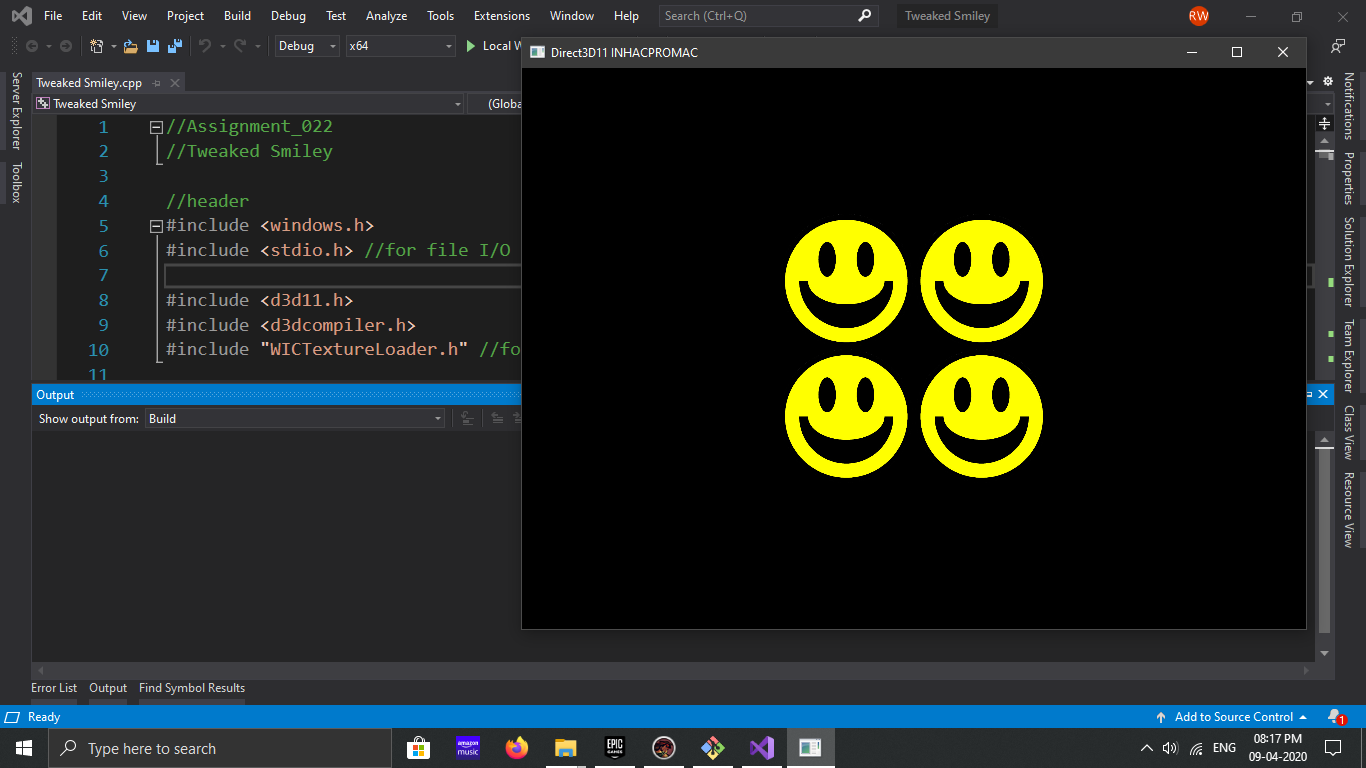 File Edit View Project Build Debug Test Analyze Tools Extensions Window Help Search (Ctrl+Q) Tweaked Smiley RW
Debug x64 Local W
Direct3D11 INHACPROMAC
Server Explorer
Toolbox
Tweaked Smiley.cpp
Tweaked Smiley (Globa
1 //Assignment_022
2 //Tweaked Smiley
3
4 //header
5 #include <windows.h>
6 #include <stdio.h> //for file I/O
7
8 #include <d3d11.h>
9 #include <d3dcompiler.h>
10 #include "WICTextureLoader.h" //fo
11
Output
Show output from: Build
Notifications
Properties
Solution Explorer
Team Explorer
Class View
Resource View
Error List Output Find Symbol Results
Ready Add to Source Control 1
Type here to search
amazon music
EPIC GAMES
ENG
08:17 PM
09-04-2020